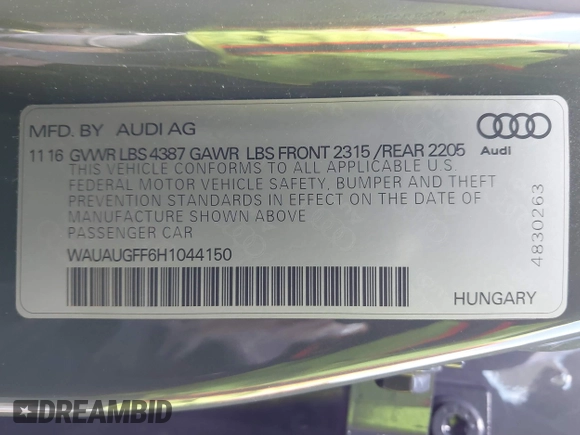 MFD. BY AUDI AG
11 16 GVWR LBS 4387 GAWR LBS FRONT 2315 /REAR 2205
THIS VEHICLE CONFORMS TO ALL APPLICABLE U.S.
FEDERAL MOTOR VEHICLE SAFETY, BUMPER AND THEFT
PREVENTION STANDARDS IN EFFECT ON THE DATE OF
MANUFACTURE SHOWN ABOVE
PASSENGER CAR
WAUAUGFF6H1044150
Audi
4830263
HUNGARY
DREAMBID